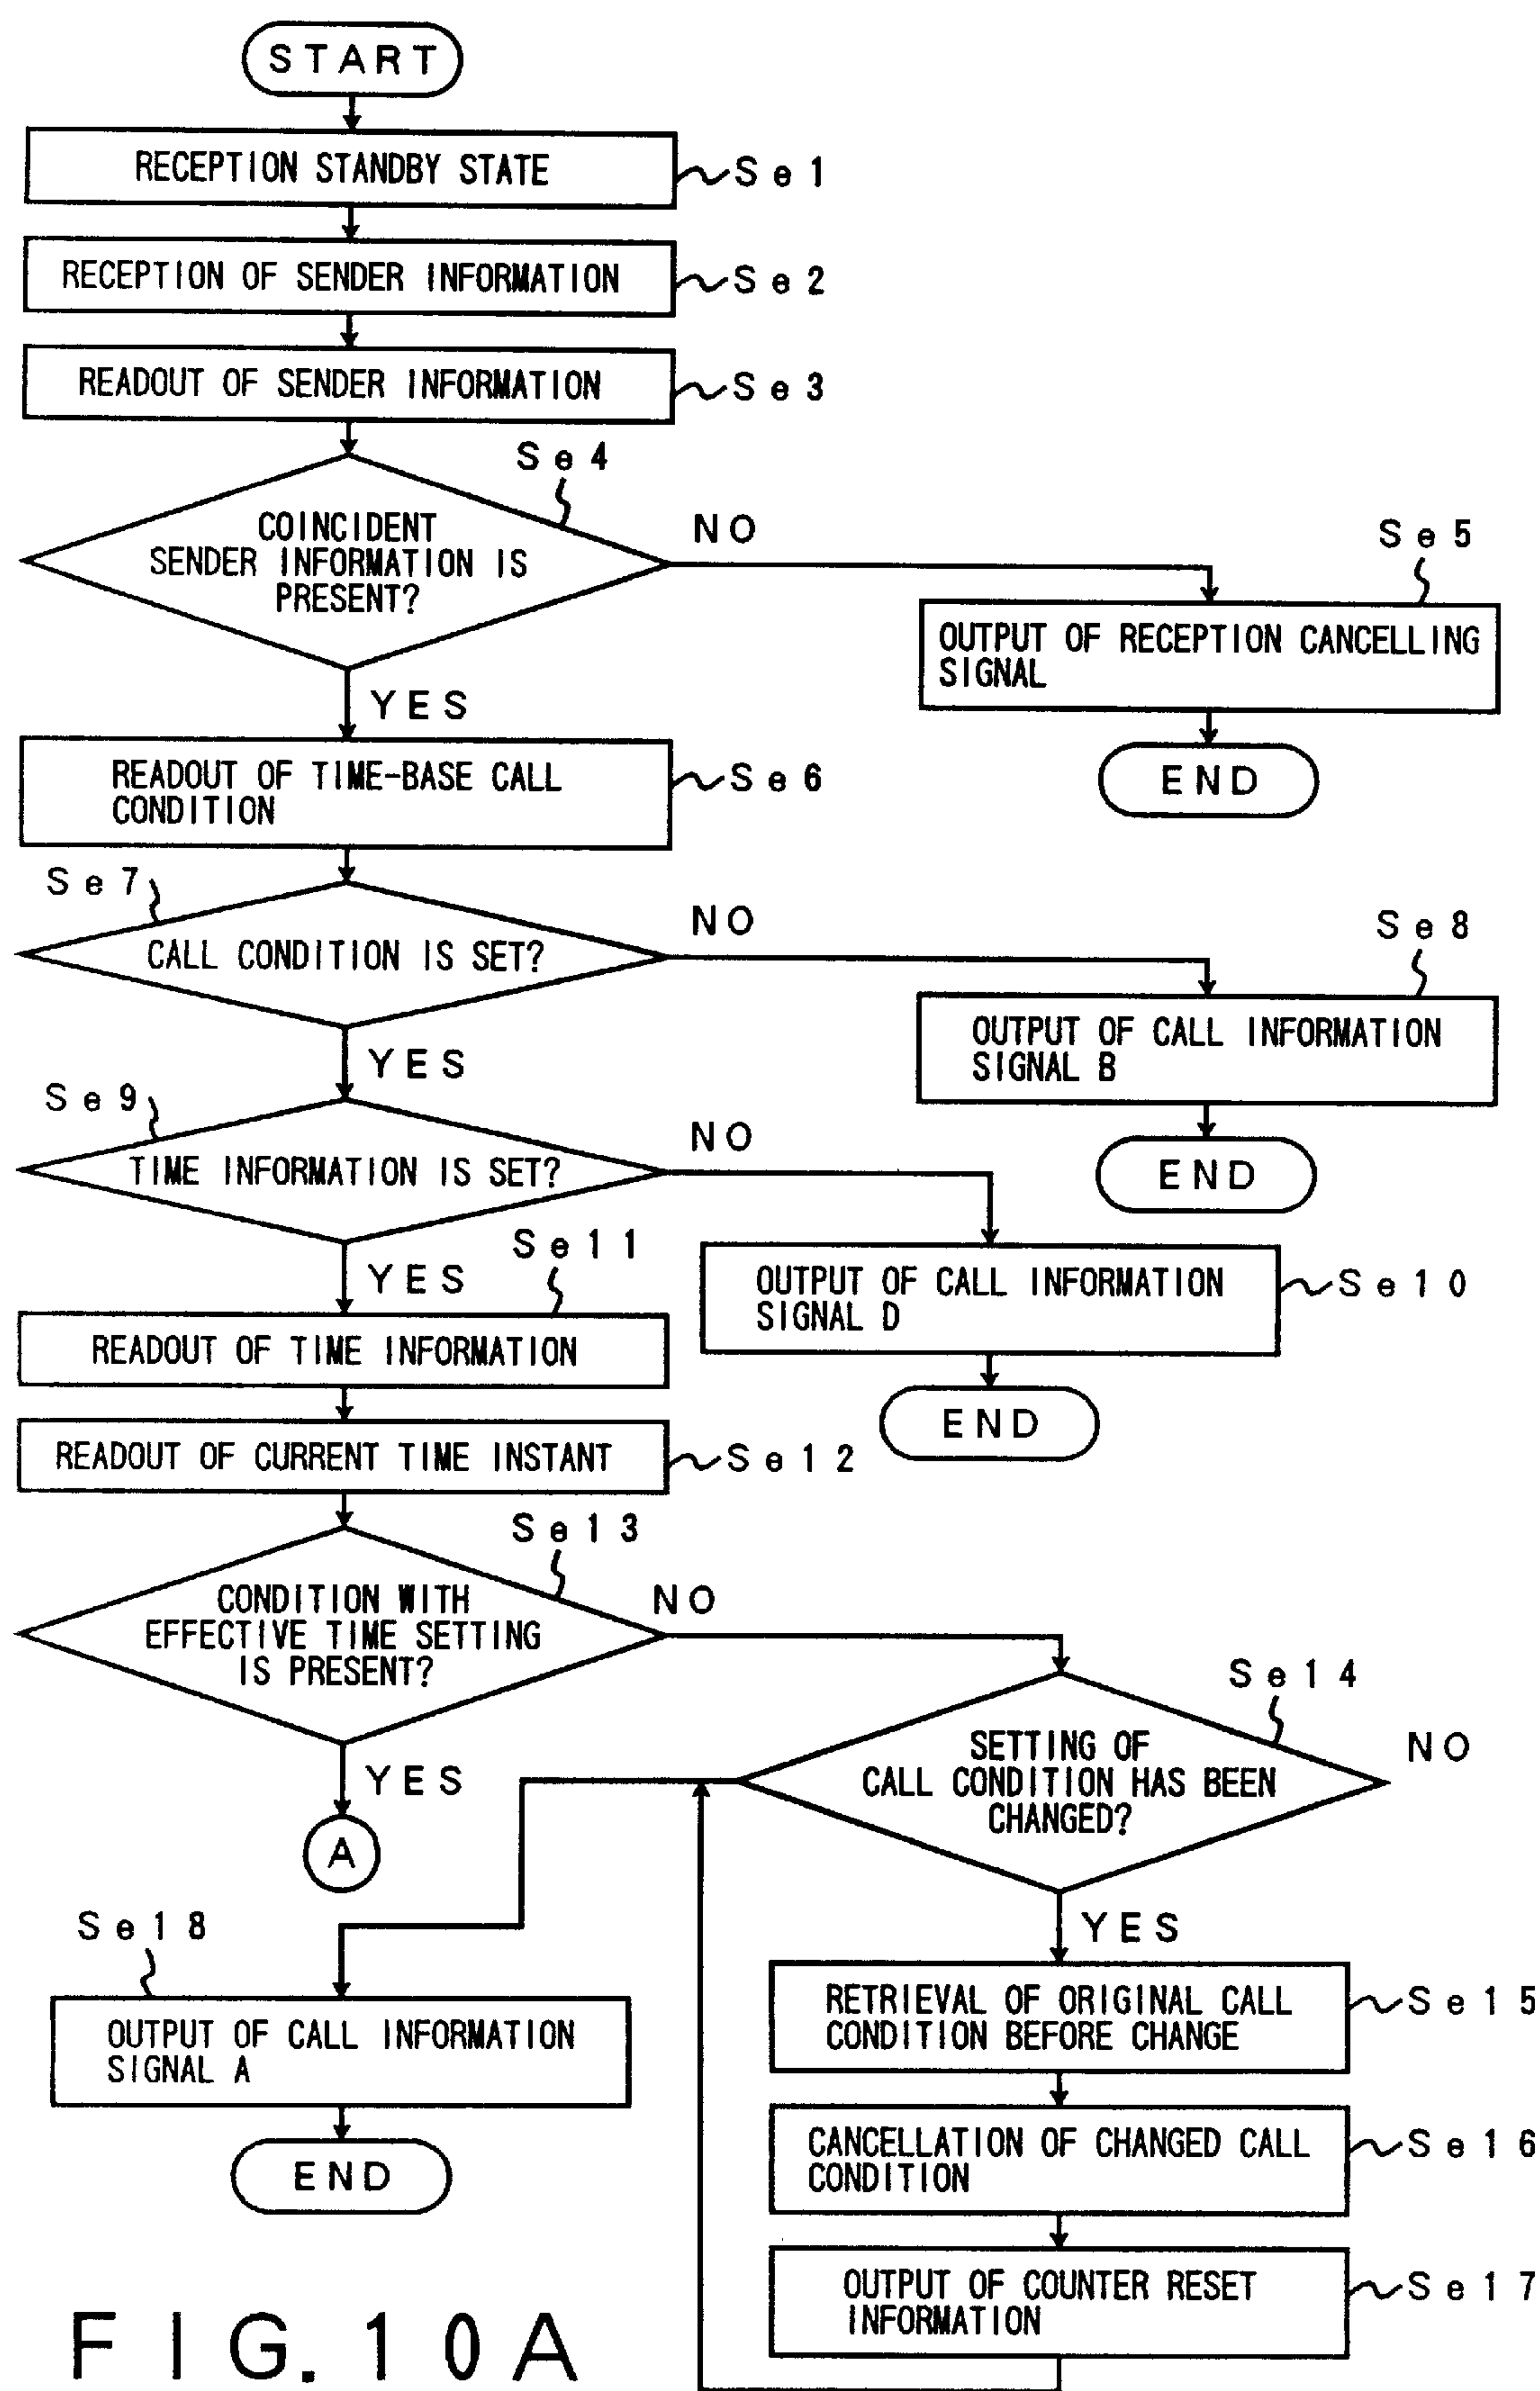 START
RECEPTION STANDBY STATE
Se1
RECEPTION OF SENDER INFORMATION
Se2
READOUT OF SENDER INFORMATION
Se3
Se4
COINCIDENT
SENDER INFORMATION IS
PRESENT?
NO
Se5
OUTPUT OF RECEPTION CANCELLING
SIGNAL
END
YES
READOUT OF TIME-BASE CALL
CONDITION
Se6
Se7
CALL CONDITION IS SET?
NO
Se8
OUTPUT OF CALL INFORMATION
SIGNAL B
END
YES
Se9
TIME INFORMATION IS SET?
NO
OUTPUT OF CALL INFORMATION
SIGNAL D
Se10
END
YES
Se11
READOUT OF TIME INFORMATION
READOUT OF CURRENT TIME INSTANT
Se12
Se13
CONDITION WITH
EFFECTIVE TIME SETTING
IS PRESENT?
NO
YES
A
Se14
SETTING OF
CALL CONDITION HAS BEEN
CHANGED?
NO
YES
RETRIEVAL OF ORIGINAL CALL
CONDITION BEFORE CHANGE
Se15
CANCELLATION OF CHANGED CALL
CONDITION
Se16
OUTPUT OF COUNTER RESET
INFORMATION
Se17
Se18
OUTPUT OF CALL INFORMATION
SIGNAL A
END
FIG. 10A